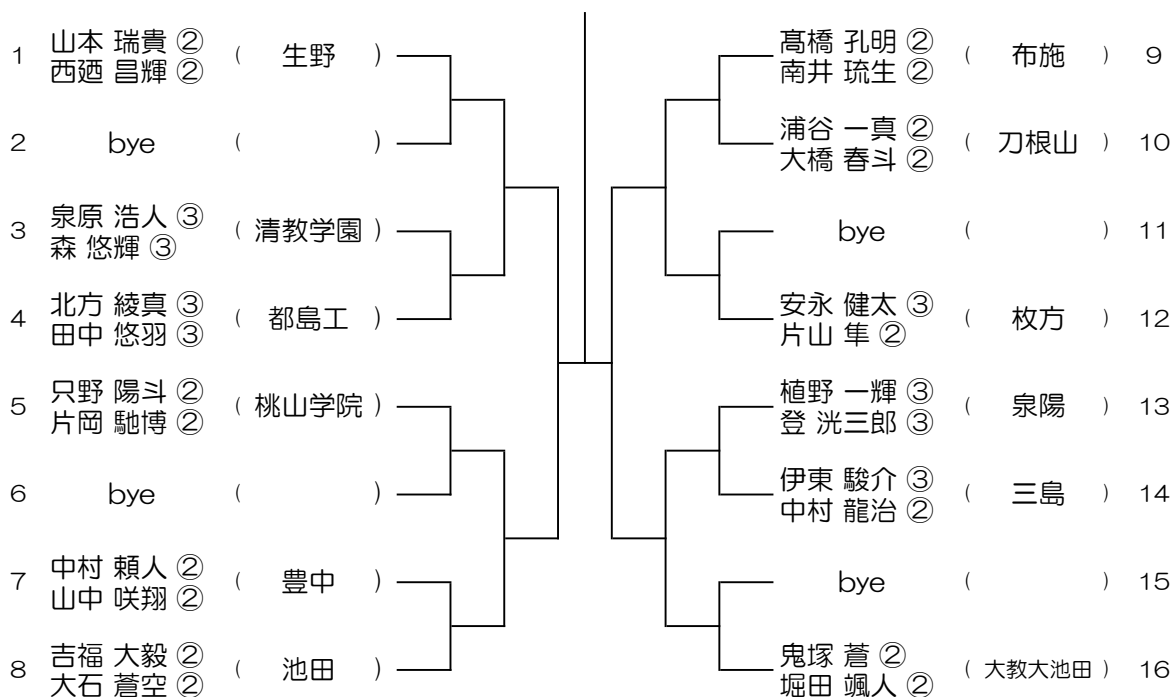 1 山本 瑞貴 ② ( 生野 )
西廼 昌輝 ②
2 bye ( )
3 泉原 浩人 ③ ( 清教学園 )
森 悠輝 ③
4 北方 綾真 ③ ( 都島工 )
田中 悠羽 ③
5 只野 陽斗 ② ( 桃山学院 )
片岡 馳博 ②
6 bye ( )
7 中村 頼人 ② ( 豊中 )
山中 咲翔 ②
8 吉福 大毅 ② ( 池田 )
大石 蒼空 ②
髙橋 孔明 ② ( 布施 ) 9
南井 琉生 ②
浦谷 一真 ② ( 刀根山 ) 10
大橋 春斗 ②
bye ( ) 11
安永 健太 ③ ( 枚方 ) 12
片山 隼 ②
植野 一輝 ③ ( 泉陽 ) 13
登 洸三郎 ③
伊東 駿介 ③ ( 三島 ) 14
中村 龍治 ②
bye ( ) 15
鬼塚 蒼 ② ( 大教大池田 ) 16
堀田 颯人 ②